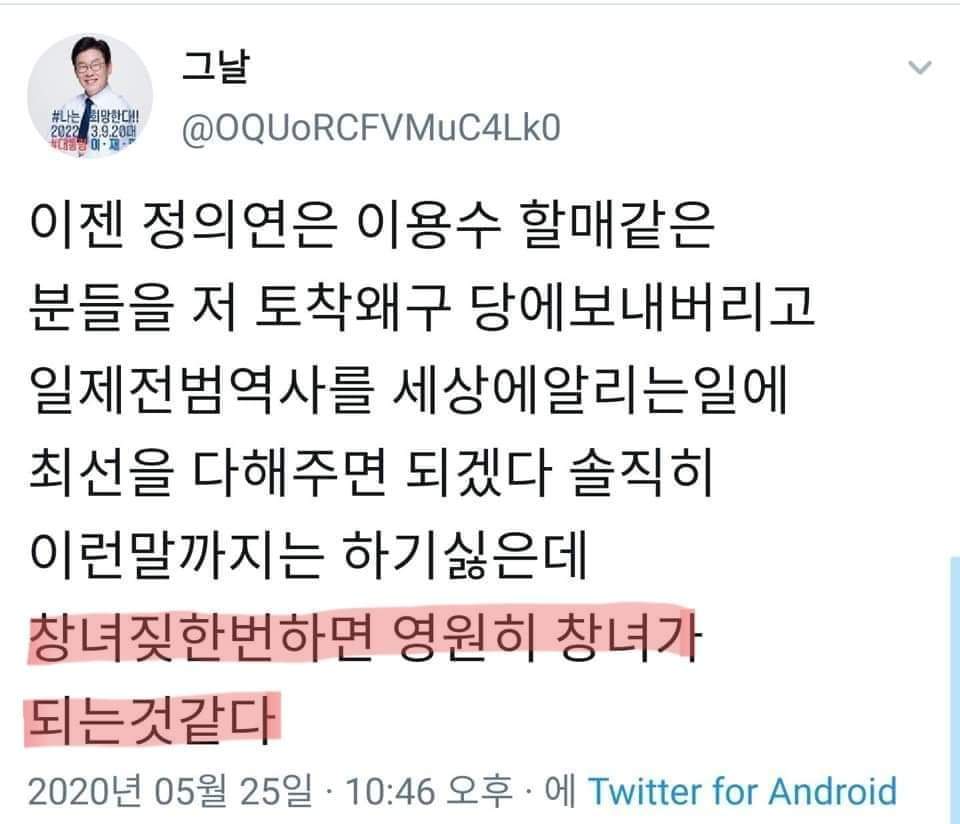 그날
@OQUoRCFVMuC4Lk0
#나는 희망한다!!
2022 3.9.20대
#대통령 이·재·
이젠 정의연은 이용수 할매같은
분들을 저 토착왜구 당에보내버리고
일제전범역사를 세상에알리는일에
최선을 다해주면 되겠다 솔직히
이런말까지는 하기싫은데
창녀짓한번하면 영원히 창녀가
되는것같다
2020년 05월 25일 · 10:46 오후 · 에 Twitter for Android